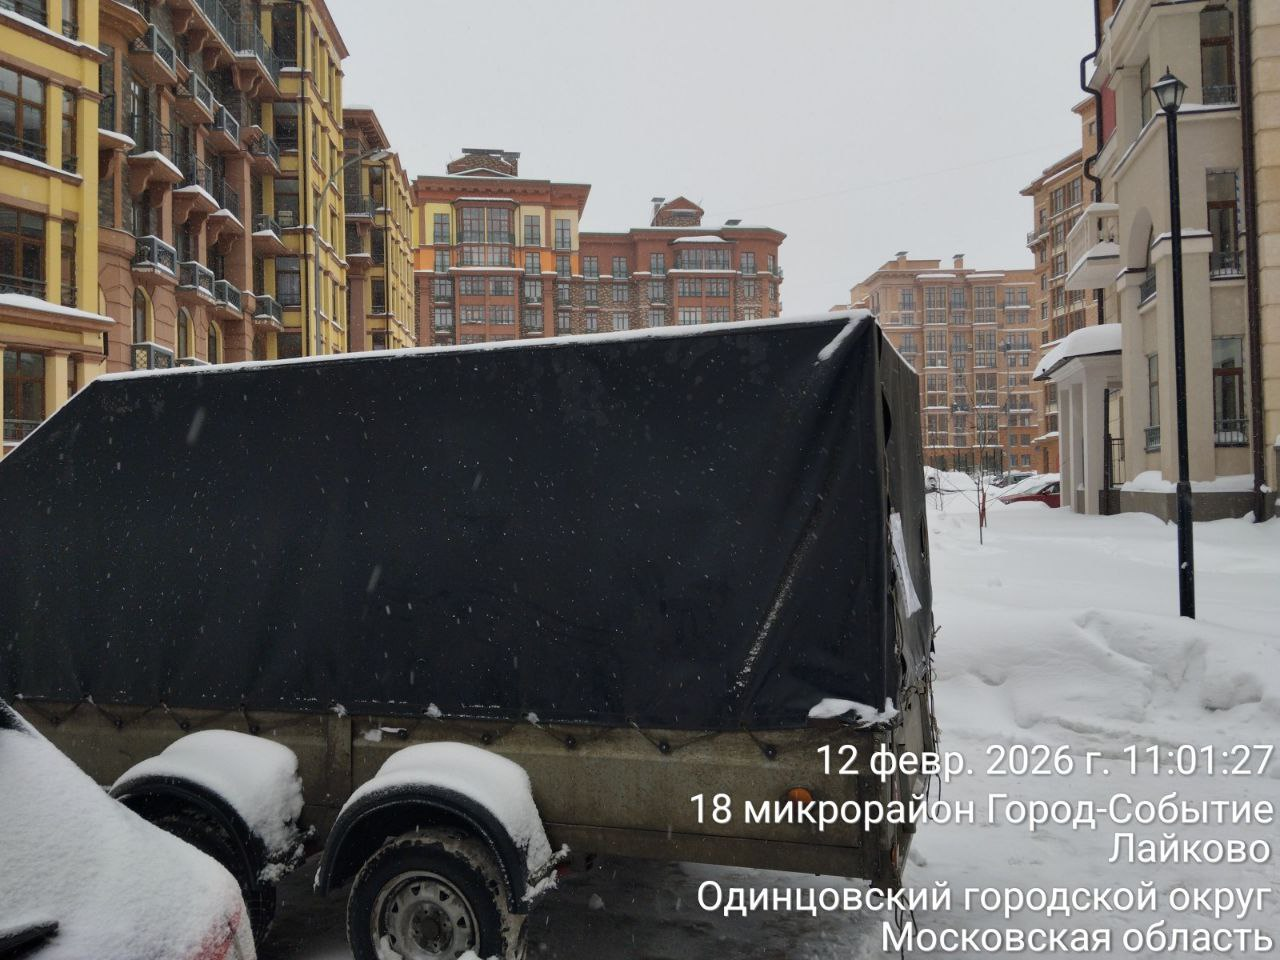 12 февр. 2026 г. 11:01:27
18 микрорайон Город-Событие
Лайково
Одинцовский городской округ
Московская область